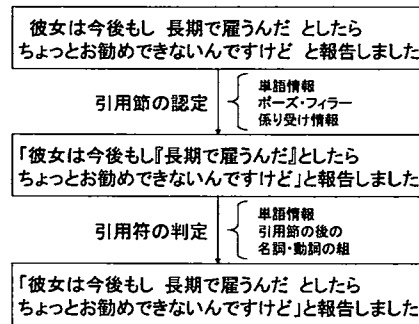 彼女は今後もし 長期で雇うんだ としたら
ちょっとお勧めできないんですけど と報告しました
引用節の認定
単語情報
ポーズ・フィラー
係り受け情報
「彼女は今後もし『長期で雇うんだ』としたら
ちょっとお勧めできないんですけど」と報告しました
引用符の判定
単語情報
引用節の後の
名詞・動詞の組
「彼女は今後もし 長期で雇うんだ としたら
ちょっとお勧めできないんですけど」と報告しました